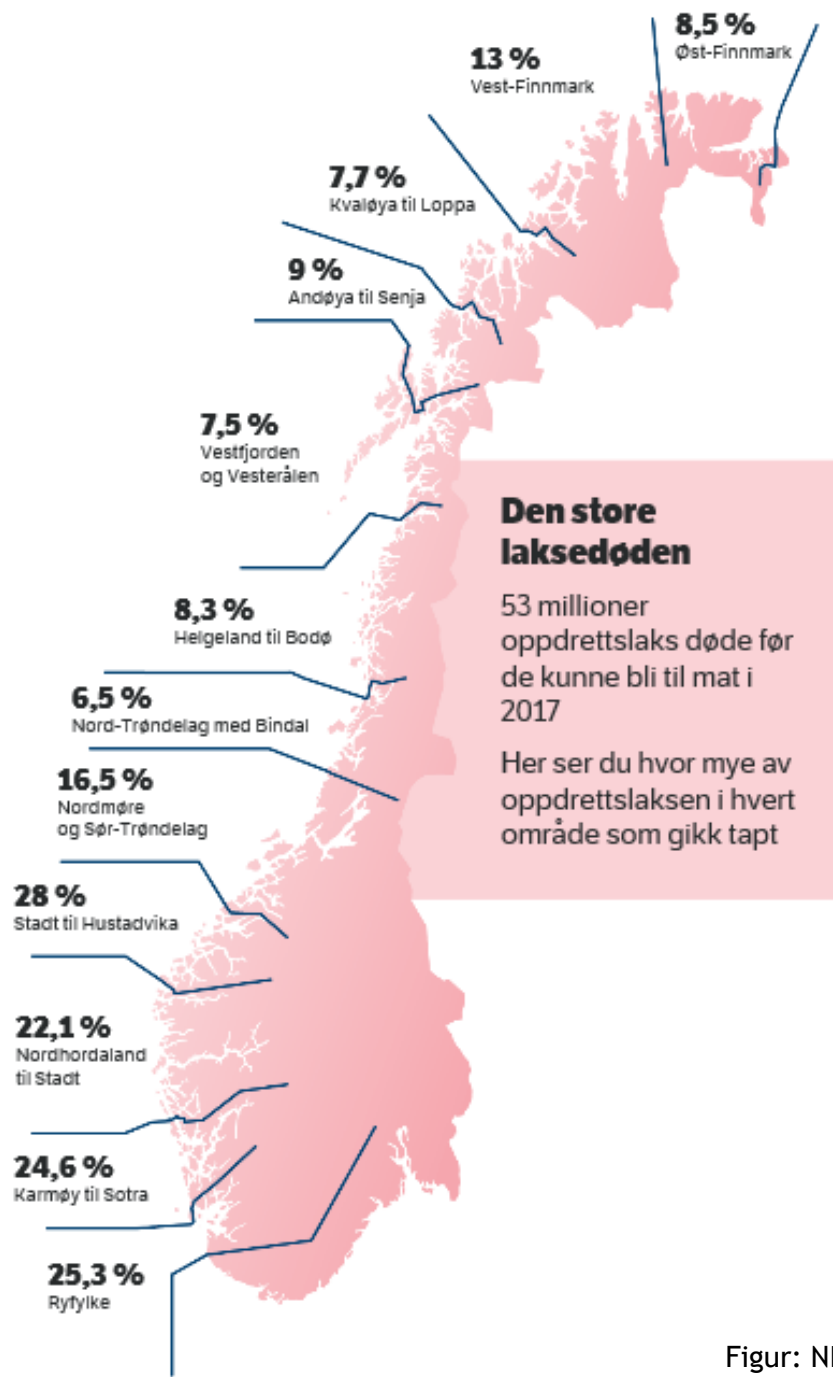 8,5 %
Øst-Finnmark
13 %
Vest-Finnmark
7,7 %
Kvaløya til Loppa
9 %
Andøya til Senja
7,5 %
Vestfjorden
og Vesterålen
Den store
laksedøden
53 millioner
oppdrettslaks døde før
de kunne bli til mat i
2017
Her ser du hvor mye av
oppdrettslaksen i hvert
område som gikk tapt
8,3 %
Helgeland til Bodø
6,5 %
Nord-Trøndelag med Bindal
16,5 %
Nordmøre
og Sør-Trøndelag
28 %
Stadt til Hustadvika
22,1 %
Nordhordaland
til Stadt
24,6 %
Karmøy til Sotra
25,3 %
Ryfylke
Figur: